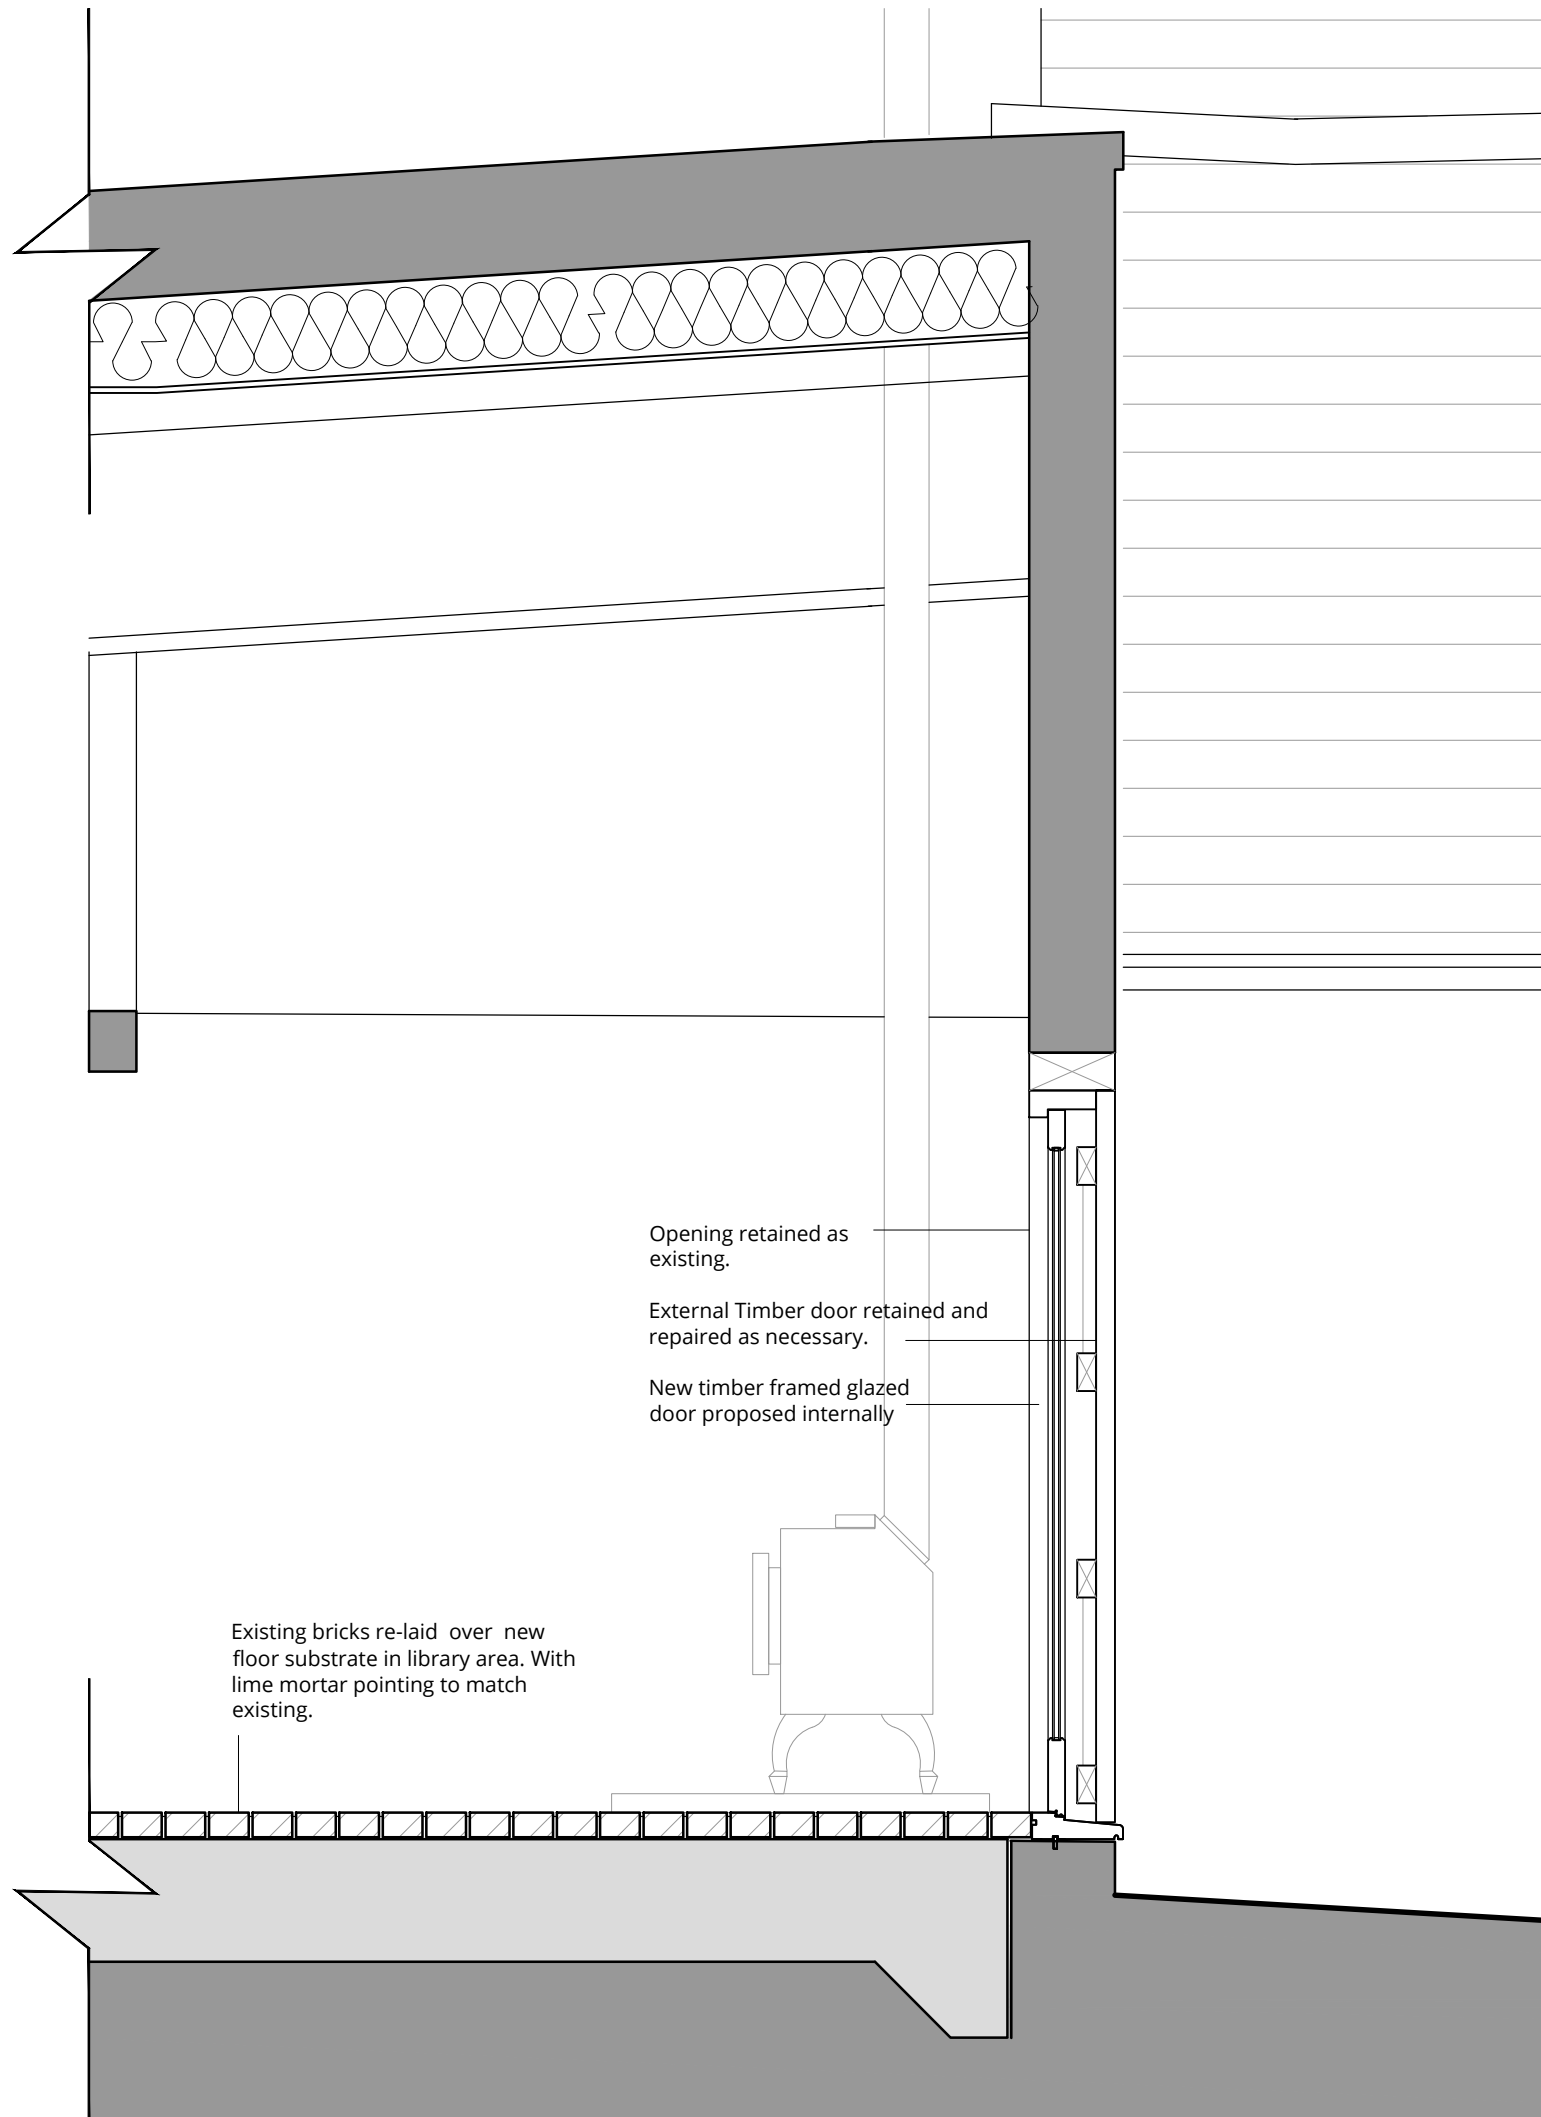 Opening retained as
existing.
External Timber door retained and
repaired as necessary.
New timber framed glazed
door proposed internally
Existing bricks re-laid  over  new
floor substrate in library area. With
lime mortar pointing to match
existing.